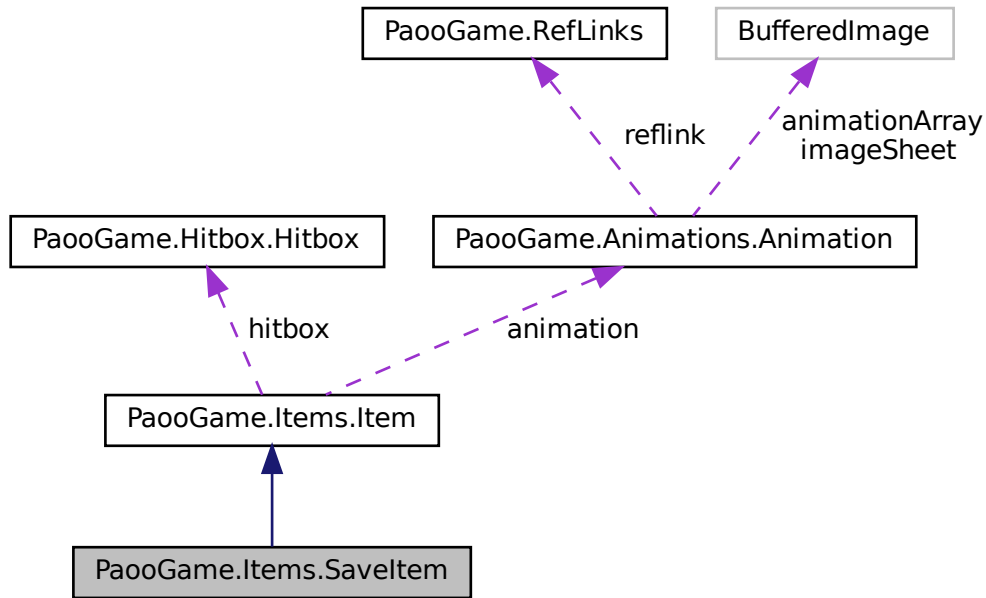 PaooGame.RefLinks
BufferedImage
reflink
animationArray
imageSheet
PaooGame.Hitbox.Hitbox
PaooGame.Animations.Animation
hitbox
animation
PaooGame.Items.Item
PaooGame.Items.SaveItem